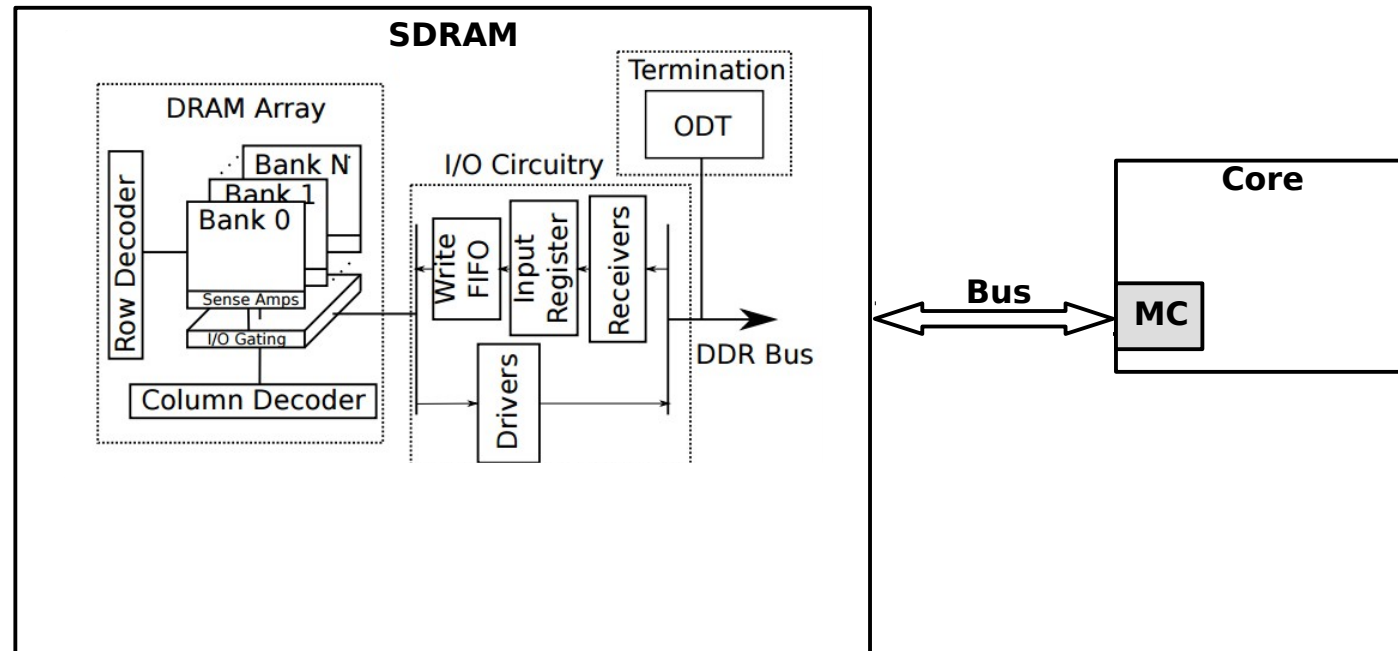 SDRAM
Termination
ODT
DRAM Array
I/O Circuitry
Bank N
Bank 1
Bank 0
Row Decoder
Sense Amps
I/O Gating
Column Decoder
Write
FIFO
Input
Register
Receivers
Drivers
DDR Bus
Bus
Core
MC